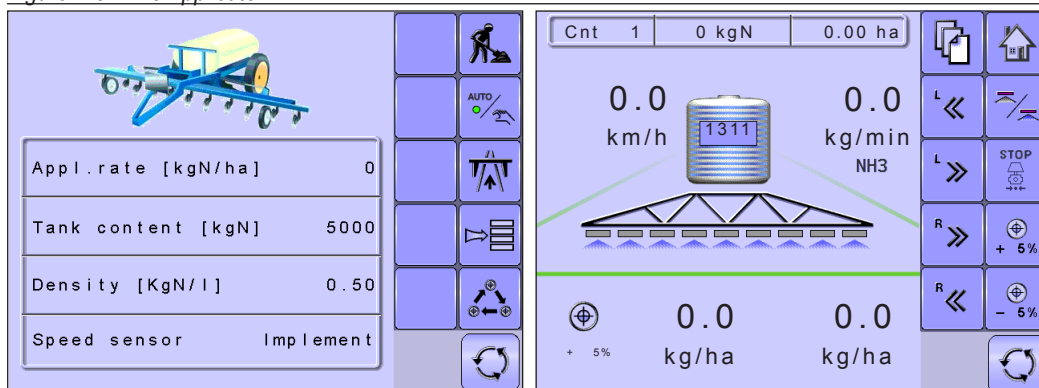 AUTO
Appl.rate [kgN/ha] 0
Tank content [kgN] 5000
Density [KgN/l] 0.50
Speed sensor Implement
Cnt 1 0 kgN 0.00 ha
0.0 0.0
km/h 1311 kg/min
NH3
L
L STOP
R + 5%
R - 5%
0.0 0.0
+ 5% kg/ha kg/ha